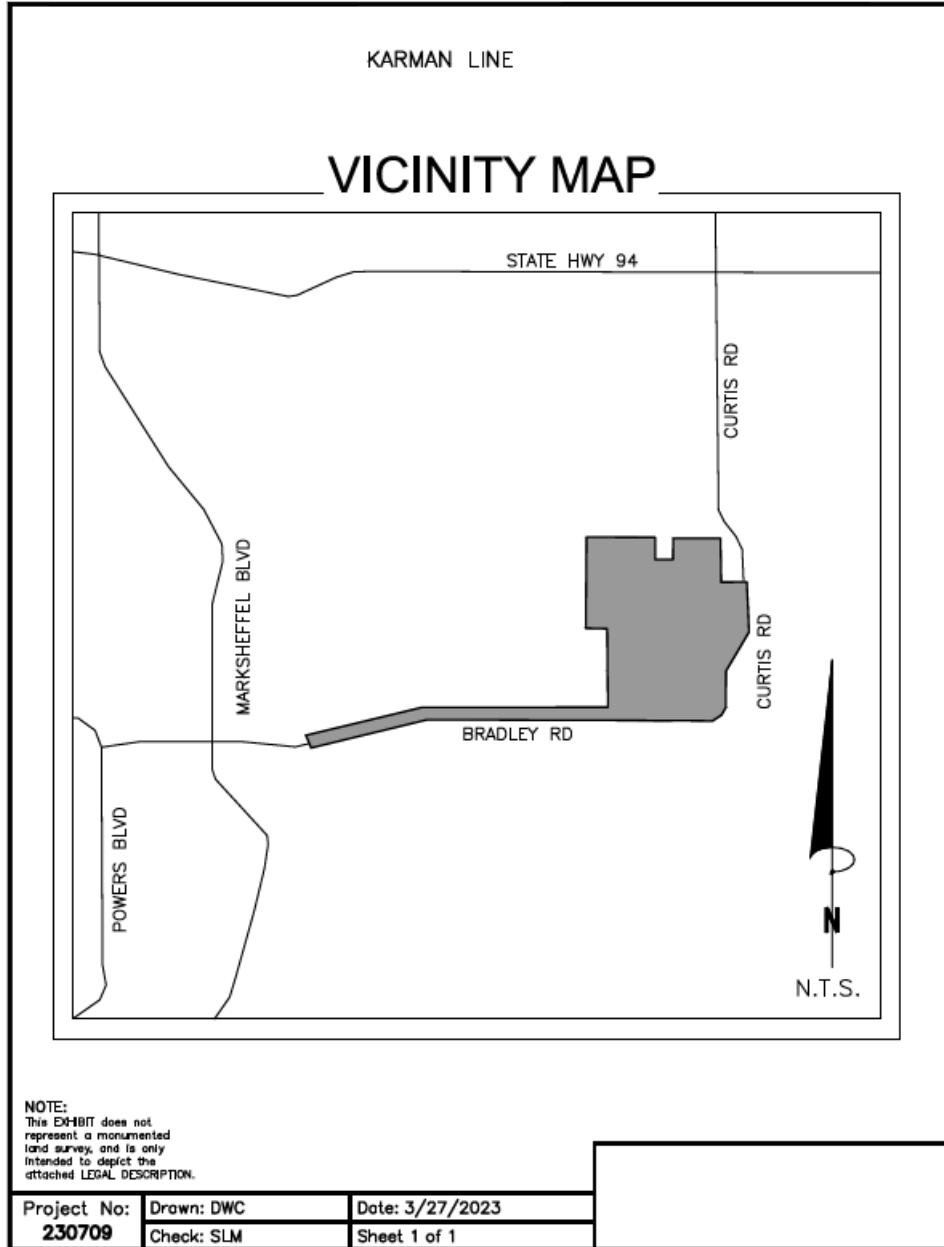 KARMAN LINE
VICINITY MAP
STATE HWY 94
CURTIS RD
MARKSHEFFEL BLVD
CURTIS RD
BRADLEY RD
POWERS BLVD
N
N.T.S.
NOTE:
This EXHIBIT does not
represent a monumented
land survey, and is only
intended to depict the
attached LEGAL DESCRIPTION.
Project No:
230709
Drawn: DWC
Date: 3/27/2023
Check: SLM
Sheet 1 of 1